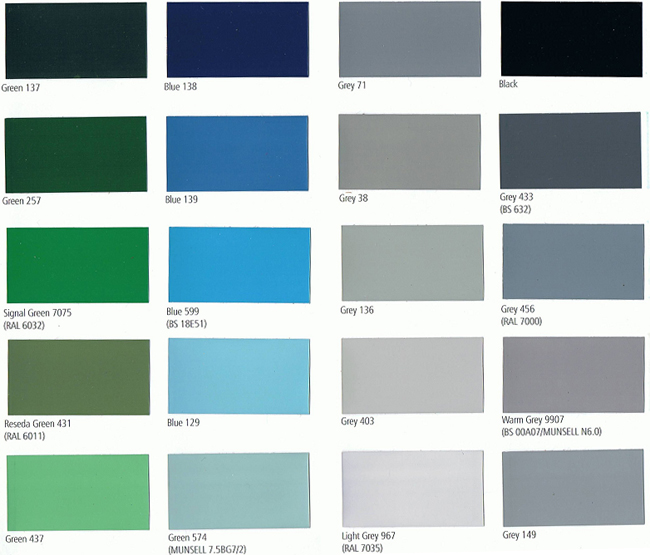 Green 137
Blue 138
Grey 71
Black
Green 257
Blue 139
Grey 38
Grey 433
(BS 632)
Signal Green 7075
(RAL 6032)
Blue 599
(BS 18E51)
Grey 136
Grey 456
(RAL 7000)
Reseda Green 431
(RAL 6011)
Blue 129
Grey 403
Warm Grey 9907
(BS 00A07/MUNSELL N6.0)
Green 437
Green 574
(MUNSELL 7.5BG7/2)
Light Grey 967
(RAL 7035)
Grey 149